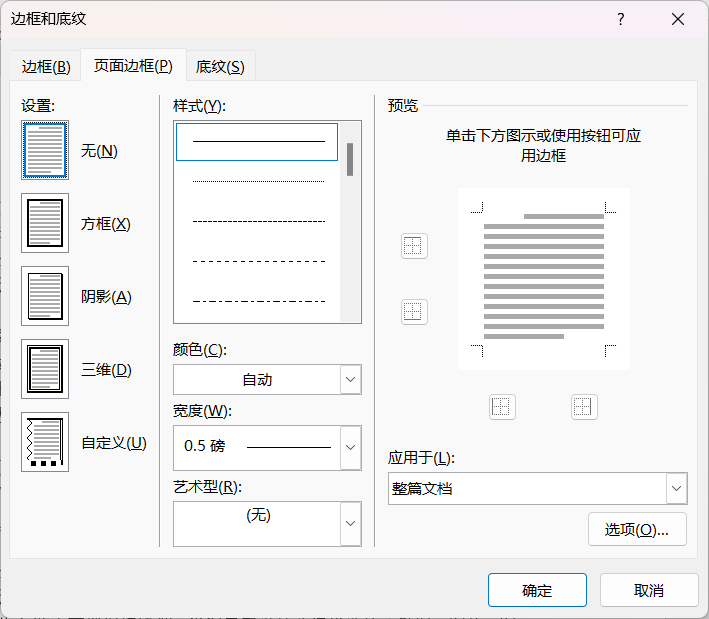 边框和底纹
?
边框(B)
页面边框(P)
底纹(S)
设置:
无(N)
方框(X)
阴影(A)
三维(D)
自定义(U)
样式(Y):
颜色(C):
自动
宽度(W):
0.5 磅
艺术型(R):
(无)
预览
单击下方图示或使用按钮可应
用边框
应用于(L):
整篇文档
选项(O)...
确定
取消